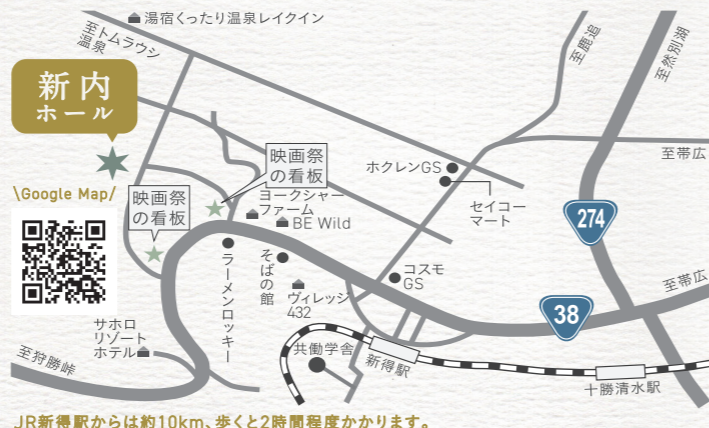 湯宿くったり温泉レイクイン
至トムラウシ
温泉
新内
ホール
\Google Map/
映画祭
の看板
映画祭
の看板
ヨークシャー
ファーム
BE Wild
ラーメンロッキー
そばの館
ヴィレッジ
432
サホロ
リゾート
ホテル
至狩勝峠
共働学舎
新得駅
コスモ
GS
ホクレンGS
セイコー
マート
至鹿追
至然別湖
至帯広
274
38
至帯広
十勝清水駅
JR新得駅からは約10km、歩くと2時間程度かかります。